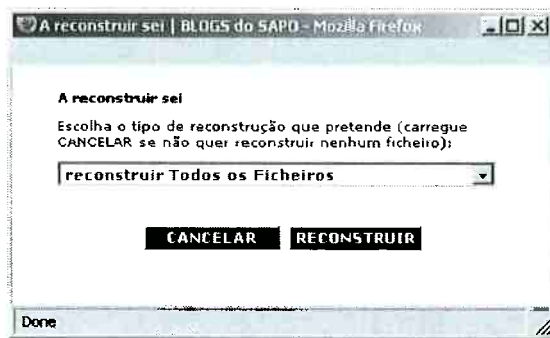 A reconstruir sei | BLOGS do SAPO - Mozilla Firefox
A reconstruir sei
Escolha o tipo de reconstrução que pretende (carregue
CANCELAR se não quer reconstruir nenhum ficheiro):
reconstruir Todos os Ficheiros
CANCELAR RECONSTRUIR
Done